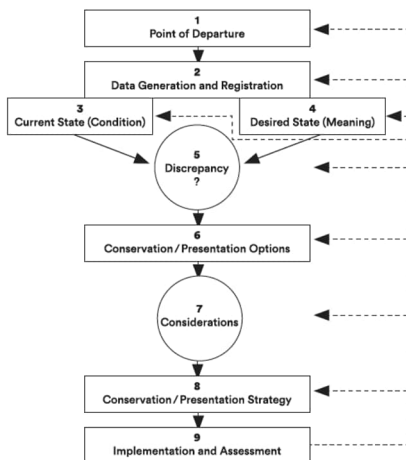 1
Point of Departure
2
Data Generation and Registration
3
Current State (Condition)
4
Desired State (Meaning)
5
Discrepancy
?
6
Conservation/Presentation Options
7
Considerations
8
Conservation/Presentation Strategy
9
Implementation and Assessment